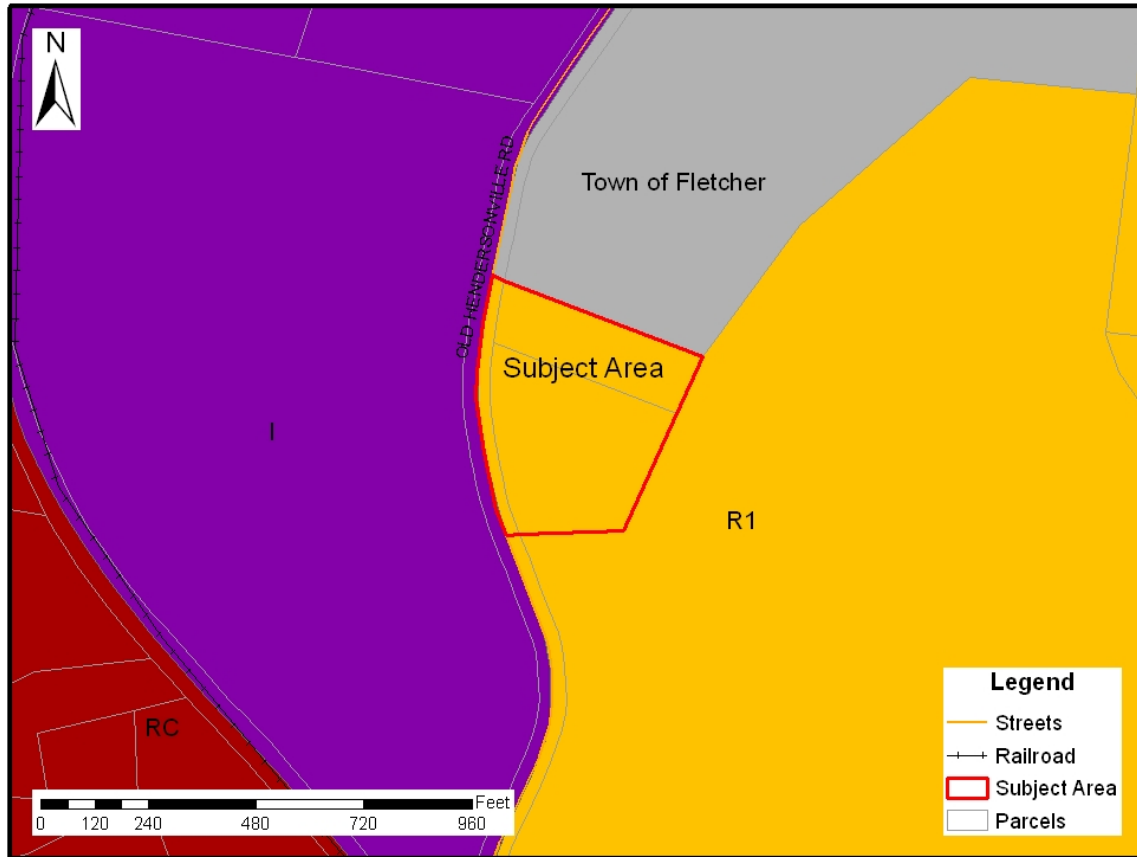 N
Town of Fletcher
OLD HENDERSONVILLE RD
Subject Area
I
R1
RC
Feet
0 120 240 480 720 960
Legend
Streets
Railroad
Subject Area
Parcels